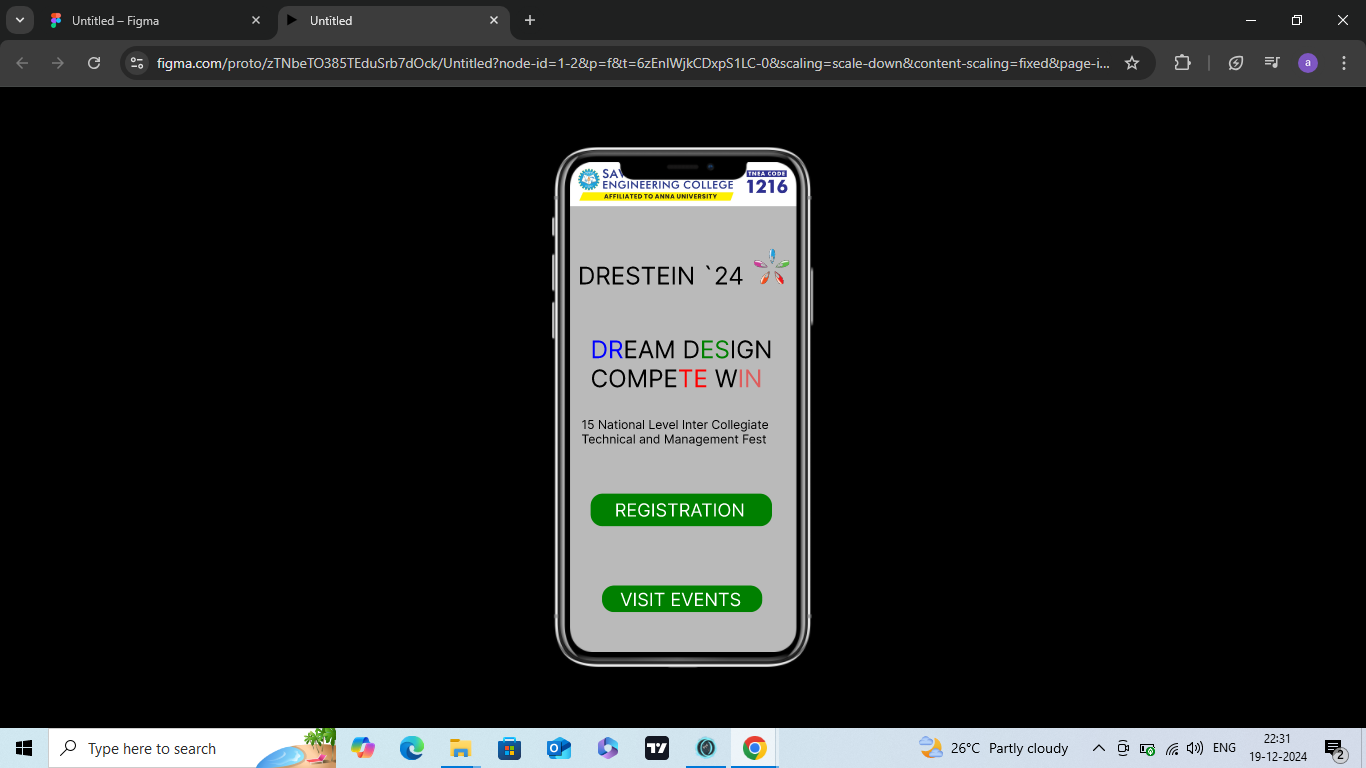 Untitled – Figma
Untitled
figma.com/proto/zTNbeTO385TEduSrb7dOck/Untitled?node-id=1-2&p=f&t=6zEnIWjkCDxpS1LC-0&scaling=scale-down&content-scaling=fixed&page-i...
a
ENGINEERING COLLEGE
AFFILIATED TO ANNA UNIVERSITY
TNEA CODE
1216
DRESTEIN `24
DREAM DESIGN
COMPETE WIN
15 National Level Inter Collegiate
Technical and Management Fest
REGISTRATION
VISIT EVENTS
Type here to search
26°C Partly cloudy
ENG
22:31
19-12-2024
2